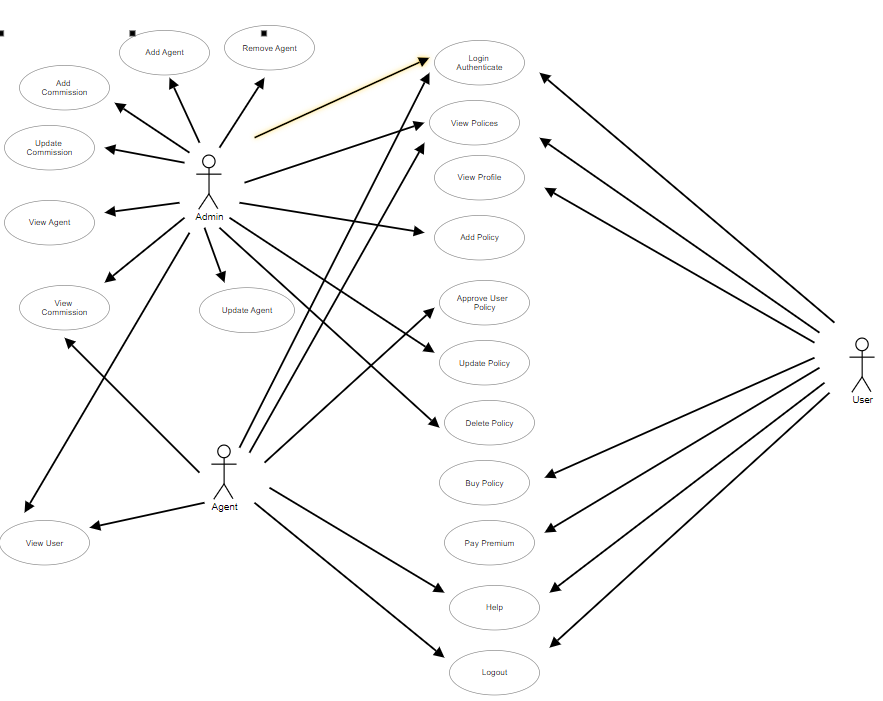 Add Agent
Remove Agent
Login
Authenticate
Add
Commission
View Polices
Update
Commission
View Profile
Admin
View Agent
Add Policy
View
Commission
Update Agent
Approve User
Policy
Update Policy
User
Delete Policy
Buy Policy
Agent
View User
Pay Premium
Help
Logout